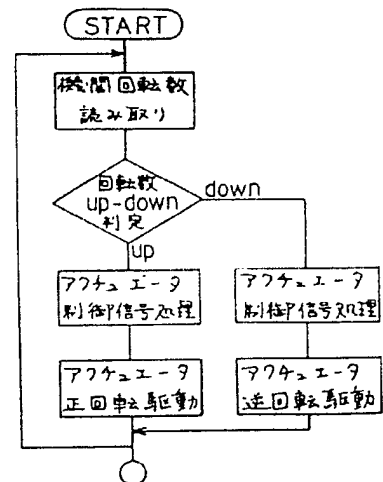 START
機関回転数
読み取り
回転数
up-down
判定
down
up
アクチュエータ
制御信号処理
アクチュエータ
制御信号処理
アクチュエータ
正回転駆動
アクチュエータ
逆回転駆動